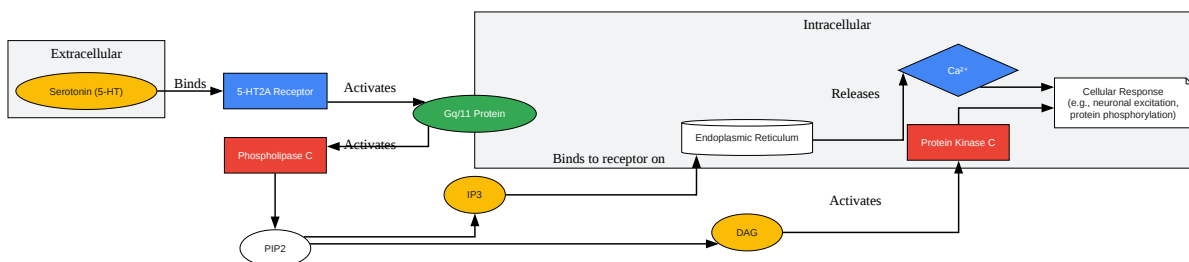 Extracellular
Intracellular
Serotonin (5-HT)
Binds
5-HT2A Receptor
Activates
Gq/11 Protein
Activates
Phospholipase C
PIP2
IP3
Binds to receptor on
Endoplasmic Reticulum
Releases
Ca²⁺
DAG
Activates
Protein Kinase C
Cellular Response
(e.g., neuronal excitation,
protein phosphorylation)